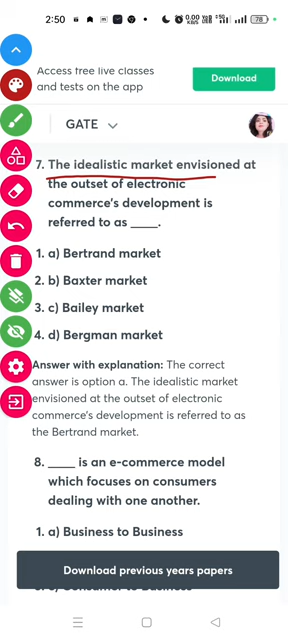 2:50
0.00
KB/S
78
Access free live classes
and tests on the app
Download
GATE
7. The idealistic market envisioned at
the outset of electronic
commerce's development is
referred to as ____.
1. a) Bertrand market
2. b) Baxter market
3. c) Bailey market
4. d) Bergman market
Answer with explanation: The correct
answer is option a. The idealistic market
envisioned at the outset of electronic
commerce's development is referred to as
the Bertrand market.
8. ____ is an e-commerce model
which focuses on consumers
dealing with one another.
1. a) Business to Business
Download previous years papers